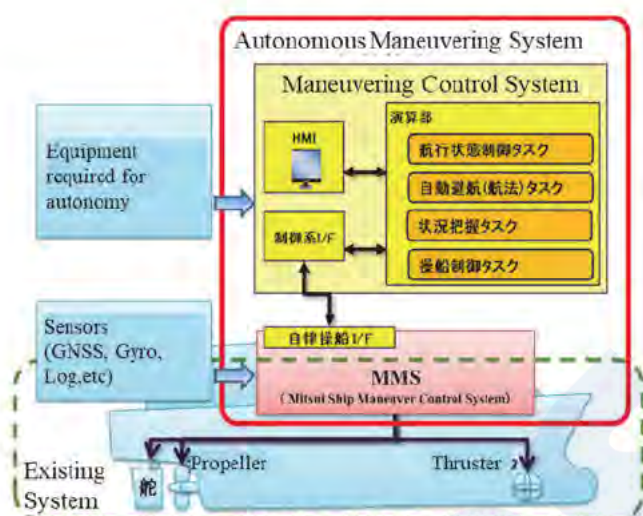 Autonomous Maneuvering System
Maneuvering Control System
Equipment
required for
autonomy
HMI
制御系I/F
演算部
航行状態制御タスク
自動避航(航法)タスク
状況把握タスク
操船制御タスク
Sensors
(GNSS, Gyro,
Log,etc)
自律操船I/F
MMS
(Mitsui Ship Maneuver Control System)
Existing
System
舵
Propeller
Thruster